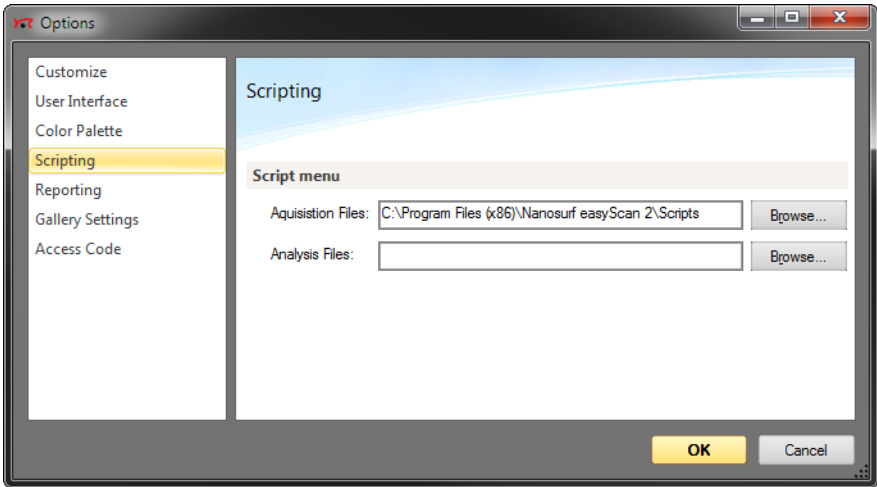 Options
Customize
User Interface
Color Palette
Scripting
Reporting
Gallery Settings
Access Code
Scripting
Script menu
Aquisistion Files: C:\Program Files (x86)\Nanosurf easyScan 2\Scripts Browse...
Analysis Files: Browse...
OK Cancel